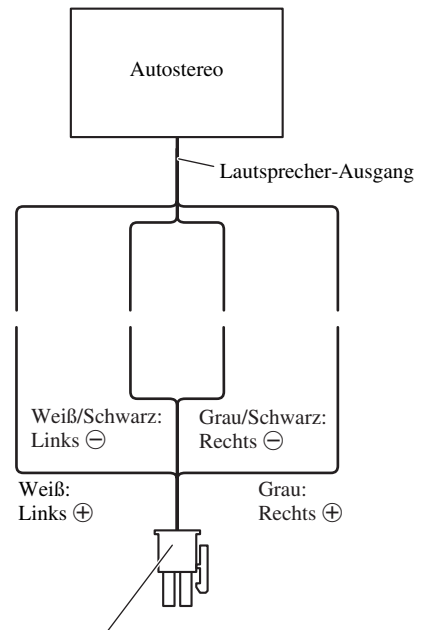 Autostereo
Lautsprecher-Ausgang
Weiß/Schwarz:
Links ⊖
Grau/Schwarz:
Rechts ⊖
Weiß:
Links ⊕
Grau:
Rechts ⊕